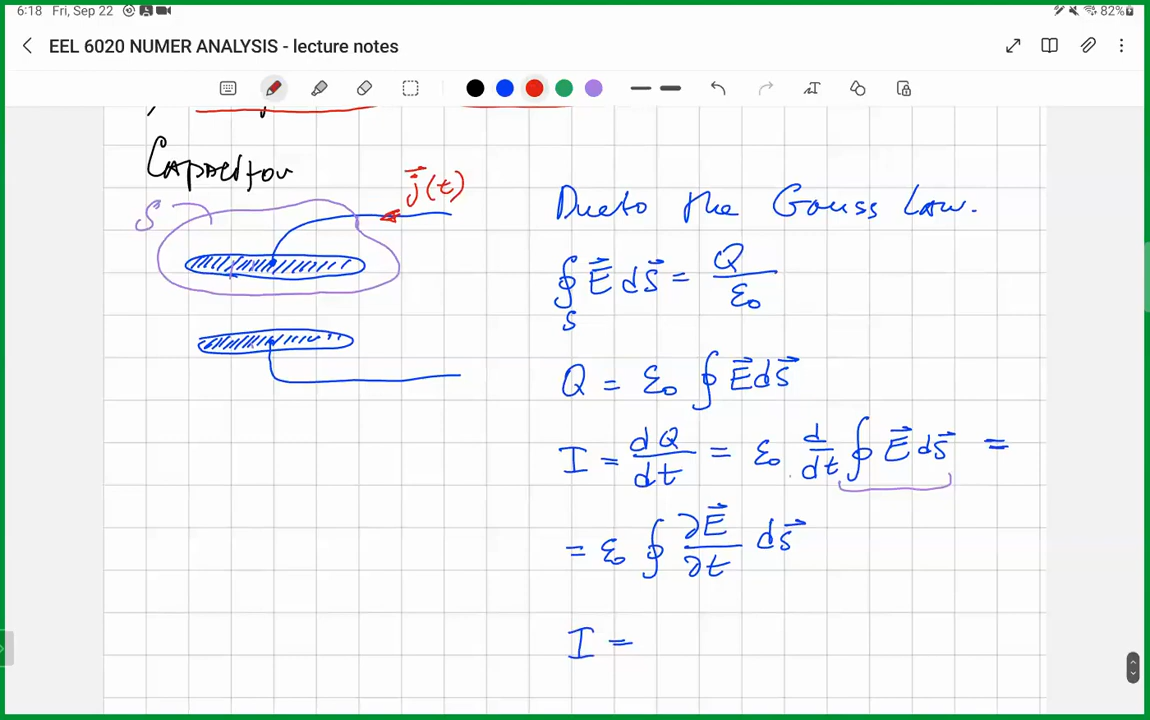 6:18 Fri, Sep 22 82%
EEL 6020 NUMER ANALYSIS - lecture notes
Capacitor
S
j⃗(t)
Due to the Gauss Law.
∮_S E⃗ dS⃗ = Q/ε₀
Q = ε₀ ∮ E⃗ dS⃗
I = dQ/dt = ε₀ d/dt ∮ E⃗ dS⃗ =
= ε₀ ∮ ∂E⃗/∂t dS⃗
I =